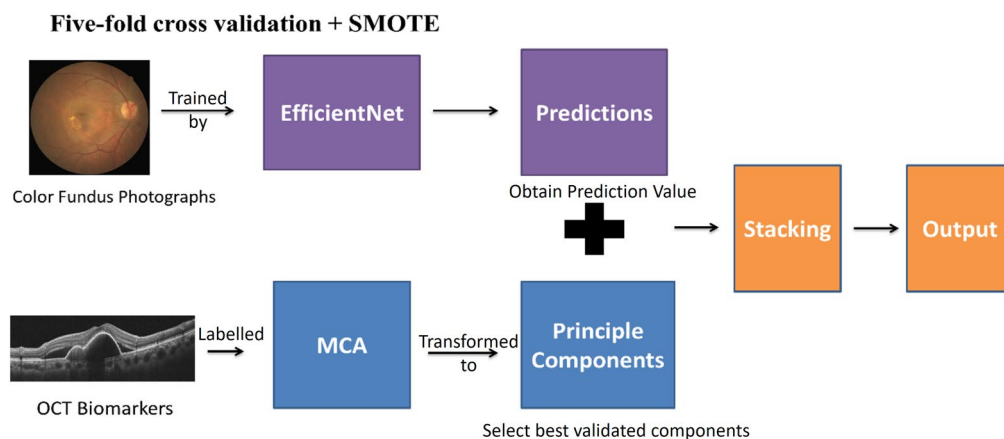 Five-fold cross validation + SMOTE
Trained
by
EfficientNet
Predictions
Color Fundus Photographs
Obtain Prediction Value
Stacking
Output
Labelled
MCA
Transformed
to
Principle
Components
OCT Biomarkers
Select best validated components